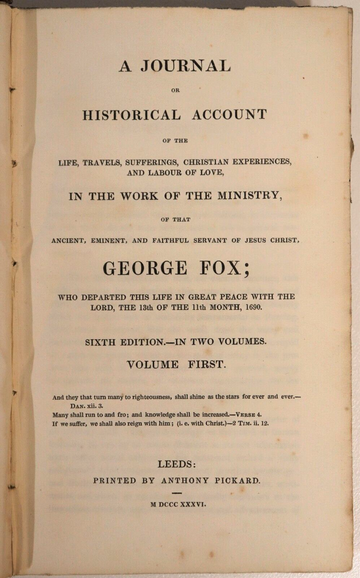 A JOURNAL
OR
HISTORICAL ACCOUNT
OF THE
LIFE, TRAVELS, SUFFERINGS, CHRISTIAN EXPERIENCES,
AND LABOUR OF LOVE,
IN THE WORK OF THE MINISTRY,
OF THAT
ANCIENT, EMINENT, AND FAITHFUL SERVANT OF JESUS CHRIST,
GEORGE FOX;
WHO DEPARTED THIS LIFE IN GREAT PEACE WITH THE
LORD, THE 13th OF THE 11th MONTH, 1690.
SIXTH EDITION.—IN TWO VOLUMES.
VOLUME FIRST.
And they that turn many to righteousness, shall shine as the stars for ever and ever.—
DAN. xii. 3.
Many shall run to and fro; and knowledge shall be increased.—VERSE 4.
If we suffer, we shall also reign with him; (i. e. with Christ.)—2 TIM. ii. 12.
LEEDS:
PRINTED BY ANTHONY PICKARD.
M DCCC XXXVI.